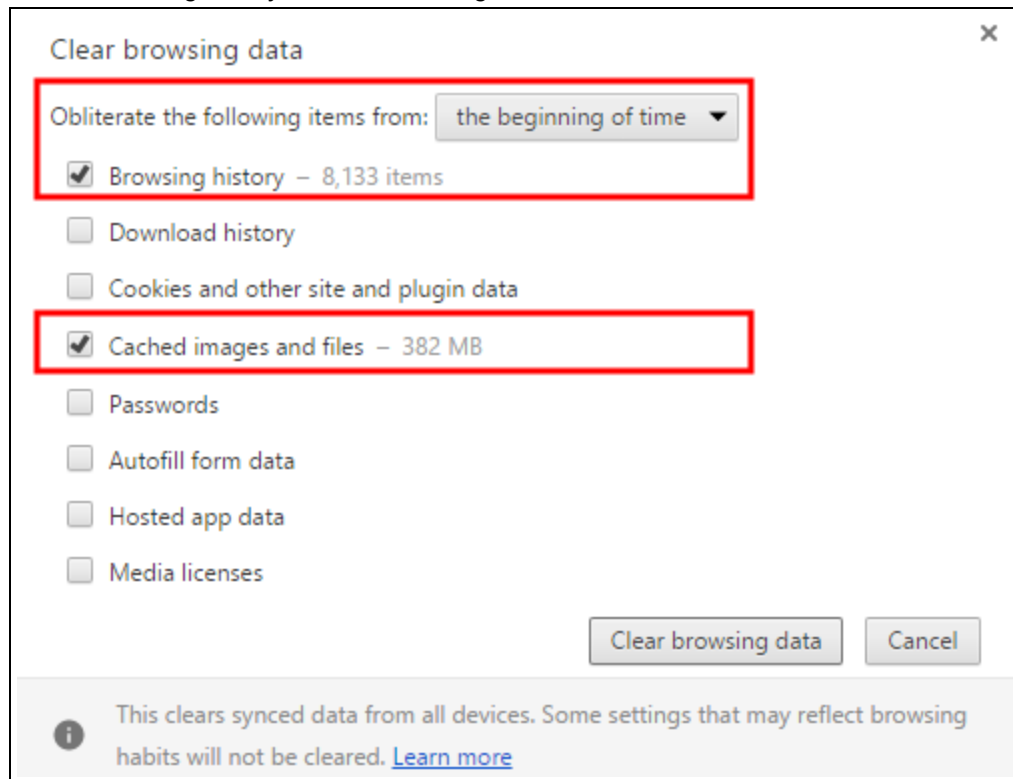 Clear browsing data
Obliterate the following items from: the beginning of time
Browsing history – 8,133 items
Download history
Cookies and other site and plugin data
Cached images and files – 382 MB
Passwords
Autofill form data
Hosted app data
Media licenses
Clear browsing data Cancel
This clears synced data from all devices. Some settings that may reflect browsing
habits will not be cleared. Learn more